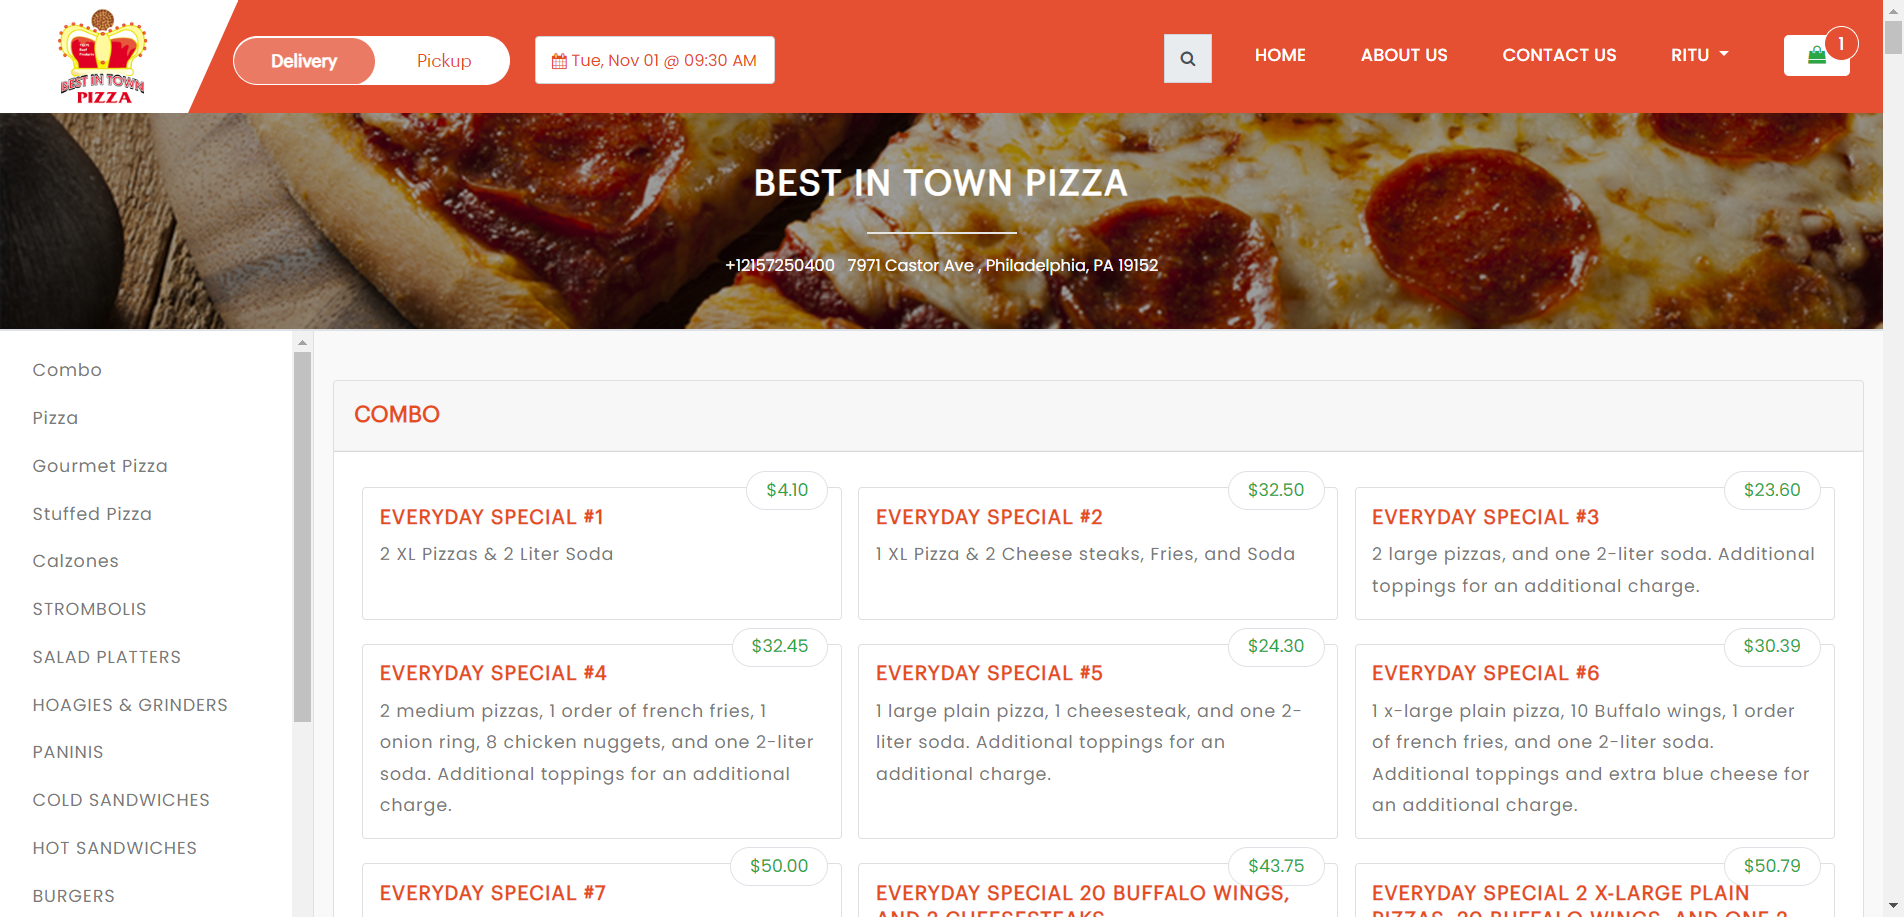 BEST IN TOWN
PIZZA
Delivery
Pickup
Tue, Nov 01 @ 09:30 AM
HOME
ABOUT US
CONTACT US
RITU
1
BEST IN TOWN PIZZA
+12157250400 7971 Castor Ave , Philadelphia, PA 19152
Combo
Pizza
Gourmet Pizza
Stuffed Pizza
Calzones
STROMBOLIS
SALAD PLATTERS
HOAGIES & GRINDERS
PANINIS
COLD SANDWICHES
HOT SANDWICHES
BURGERS
COMBO
$4.10
EVERYDAY SPECIAL #1
2 XL Pizzas & 2 Liter Soda
$32.50
EVERYDAY SPECIAL #2
1 XL Pizza & 2 Cheese steaks, Fries, and Soda
$23.60
EVERYDAY SPECIAL #3
2 large pizzas, and one 2-liter soda. Additional
toppings for an additional charge.
$32.45
EVERYDAY SPECIAL #4
2 medium pizzas, 1 order of french fries, 1
onion ring, 8 chicken nuggets, and one 2-liter
soda. Additional toppings for an additional
charge.
$24.30
EVERYDAY SPECIAL #5
1 large plain pizza, 1 cheesesteak, and one 2-
liter soda. Additional toppings for an
additional charge.
$30.39
EVERYDAY SPECIAL #6
1 x-large plain pizza, 10 Buffalo wings, 1 order
of french fries, and one 2-liter soda.
Additional toppings and extra blue cheese for
an additional charge.
$50.00
EVERYDAY SPECIAL #7
$43.75
EVERYDAY SPECIAL 20 BUFFALO WINGS,
AND 2 CHEESESTEAKS
$50.79
EVERYDAY SPECIAL 2 X-LARGE PLAIN
PIZZAS, 20 BUFFALO WINGS, AND ONE 2-